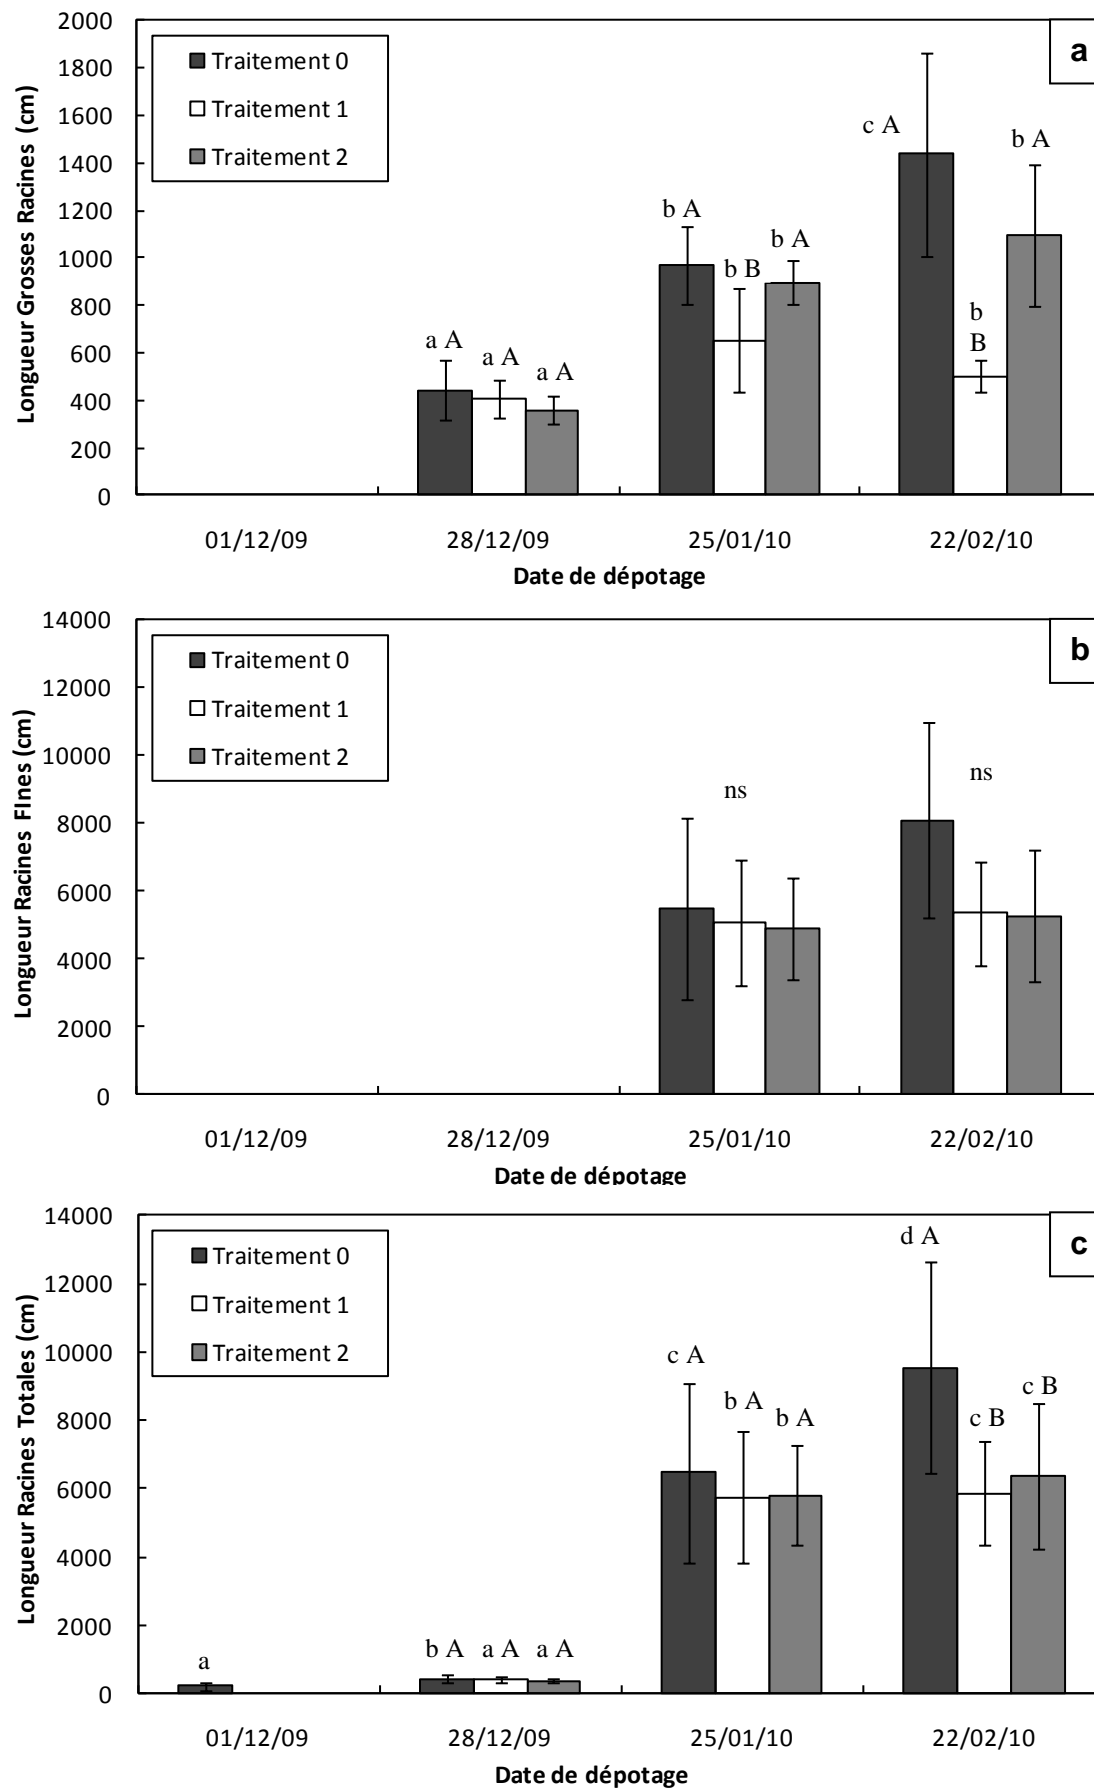 2000
1800
1600
1400
1200
1000
800
600
400
200
0
Longueur Grosses Racines (cm)
Traitement 0
Traitement 1
Traitement 2
a
a A
a A
a A
b A
b B
b A
c A
b
B
b A
01/12/09
28/12/09
25/01/10
22/02/10
Date de dépotage
14000
12000
10000
8000
6000
4000
2000
0
Longueur Racines FInes (cm)
Traitement 0
Traitement 1
Traitement 2
b
ns
ns
01/12/09
28/12/09
25/01/10
22/02/10
Date de dépotage
14000
12000
10000
8000
6000
4000
2000
0
Longueur Racines Totales (cm)
Traitement 0
Traitement 1
Traitement 2
c
a
b A
a A
a A
c A
b A
b A
d A
c B
c B
01/12/09
28/12/09
25/01/10
22/02/10
Date de dépotage